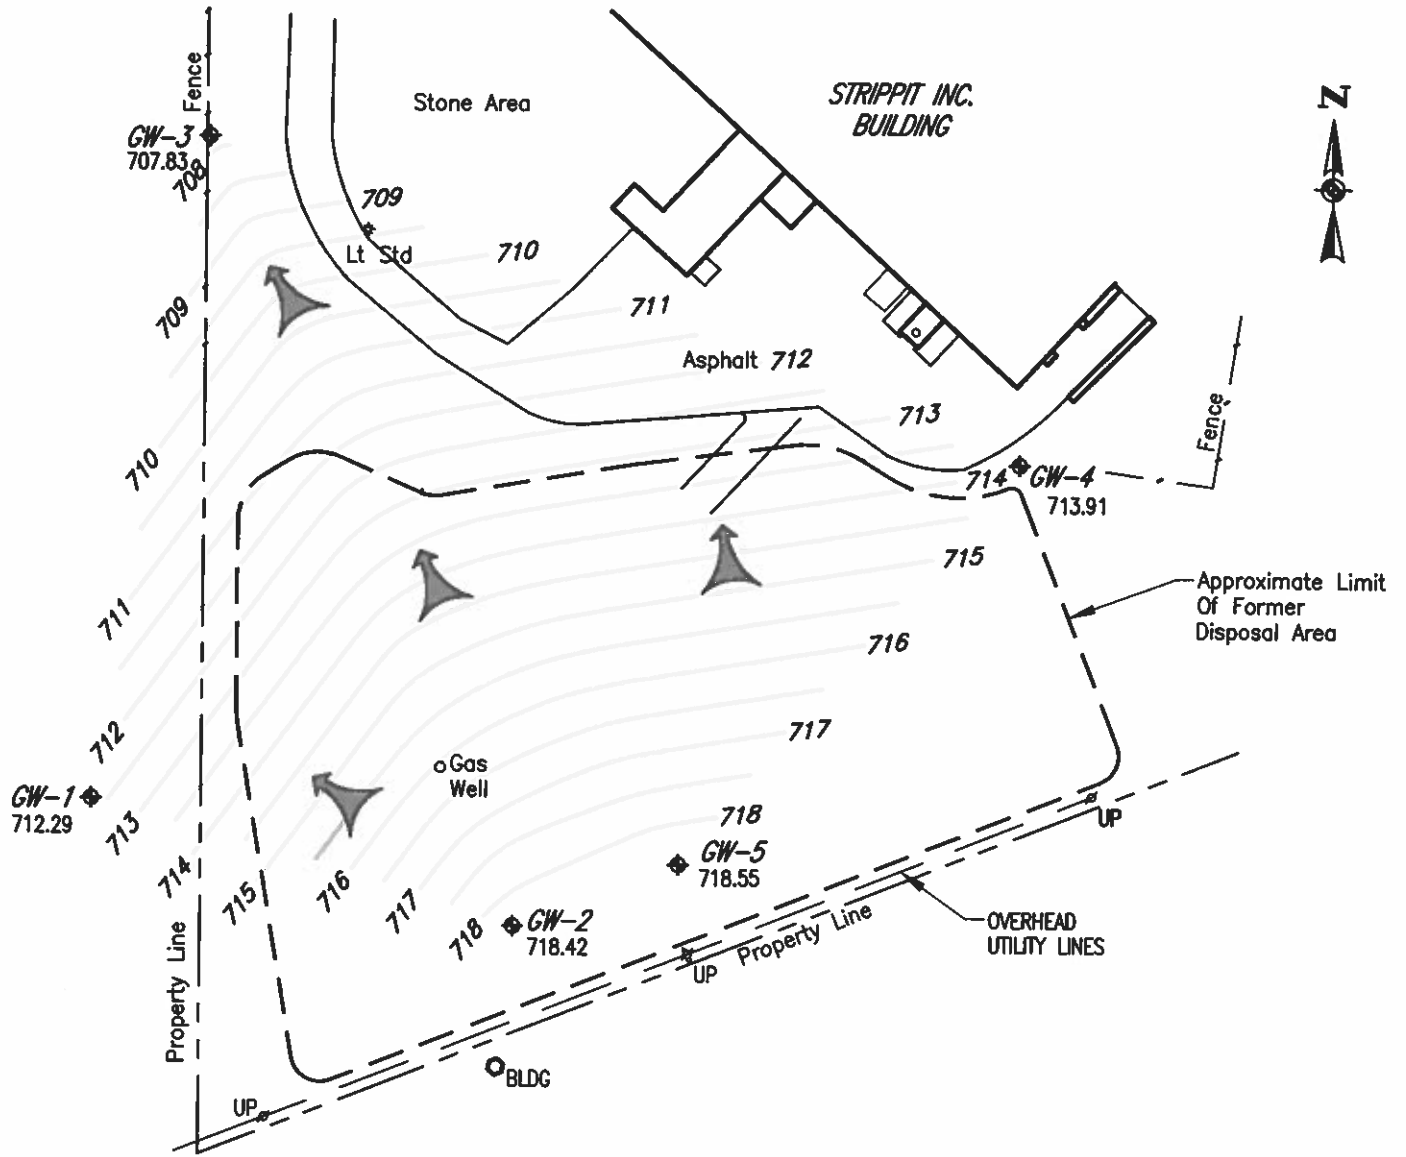 Fence
GW-3
707.83
708
Stone Area
STRIPPIT INC.
BUILDING
N
709
Lt Std
710
711
Asphalt 712
713
709
710
711
712
714
GW-4
713.91
Fence
715
Approximate Limit
Of Former
Disposal Area
716
717
Gas
Well
GW-1
712.29
713
714
715
716
717
718
718
GW-5
718.55
GW-2
718.42
UP
OVERHEAD
UTILITY LINES
Property Line
UP
Property Line
BLDG
UP